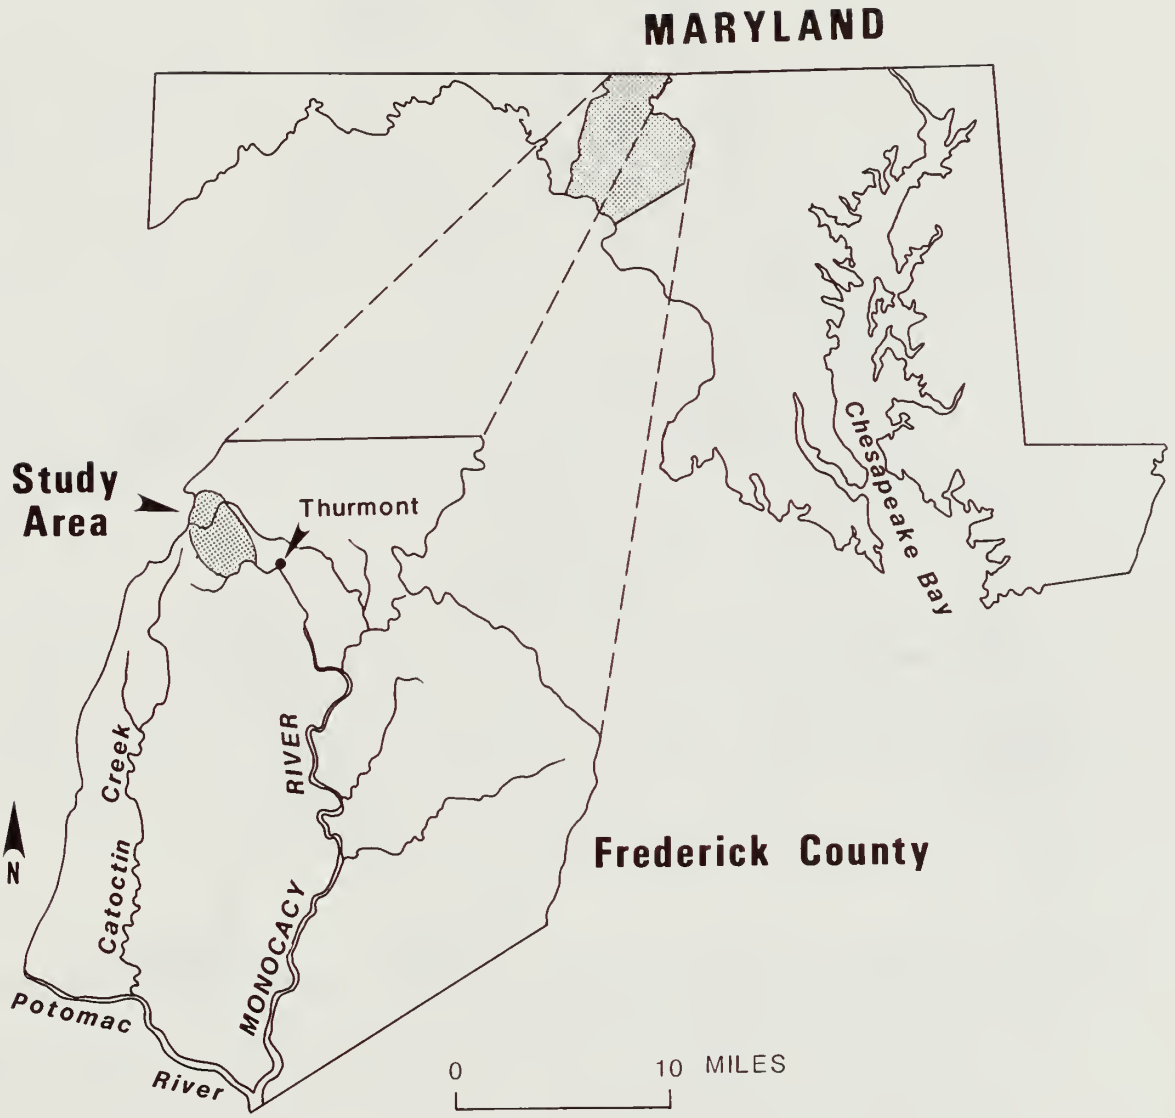 MARYLAND
Study
Area
Thurmont
Chesapeake Bay
Creek
Catoctin
RIVER
MONOCACY
Frederick County
N
Potomac
River
0 10 MILES